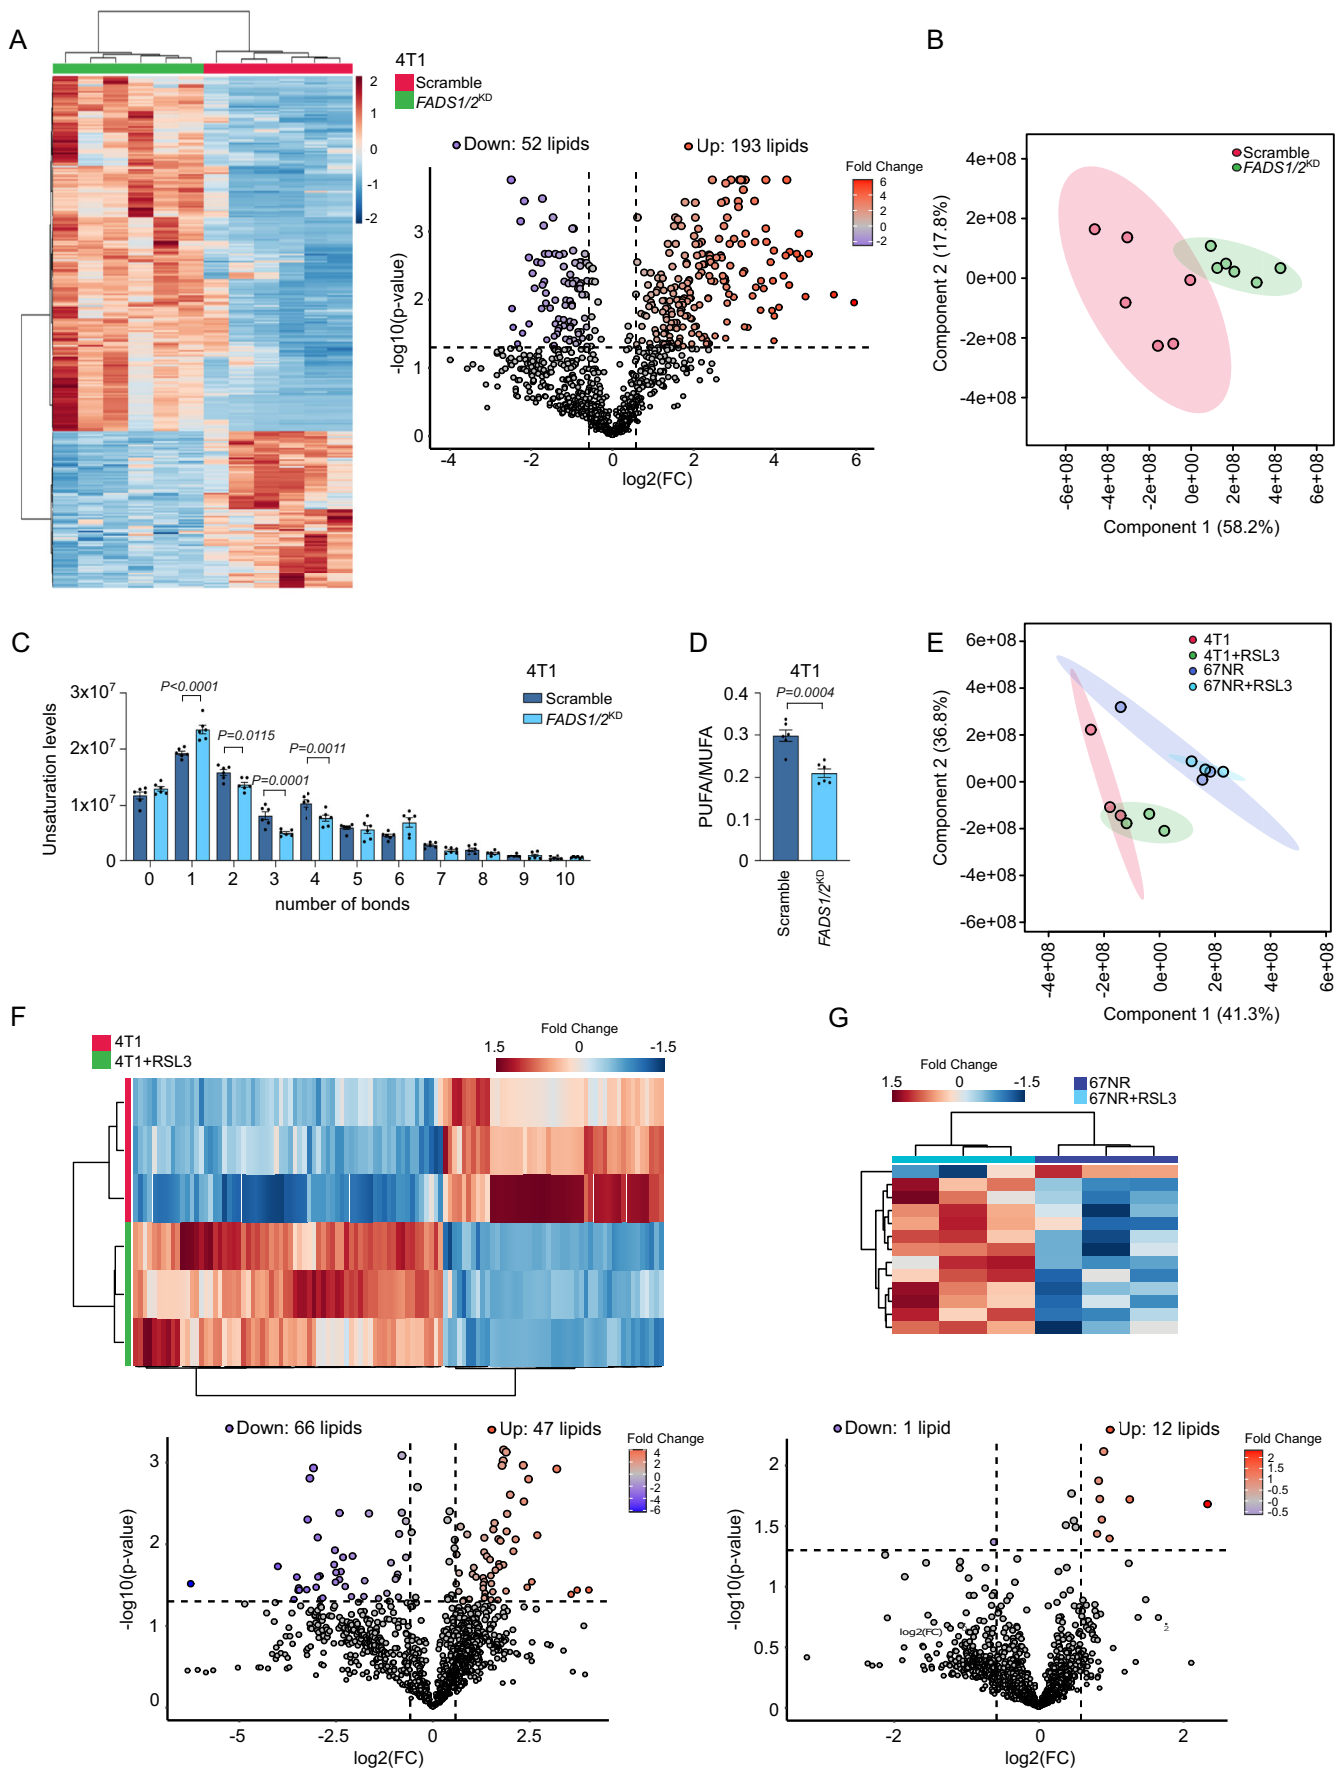 A
4T1
Scramble
FADS1/2KD
2
1
0
-1
-2
Down: 52 lipids
Up: 193 lipids
Fold Change
6
4
2
0
-2
-log10(p-value)
3
2
1
0
-4
-2
0
2
4
6
log2(FC)
B
Scramble
FADS1/2KD
Component 2 (17.8%)
4e+08
2e+08
0e+00
-2e+08
-4e+08
-6e+08
-4e+08
-2e+08
0e+00
2e+08
4e+08
6e+08
Component 1 (58.2%)
C
4T1
Scramble
FADS1/2KD
Unsaturation levels
3x10⁷
2x10⁷
1x10⁷
0
P<0.0001
P=0.0115
P=0.0001
P=0.0011
0
1
2
3
4
5
6
7
8
9
10
number of bonds
D
4T1
P=0.0004
PUFA/MUFA
0.4
0.3
0.2
0.1
0
Scramble
FADS1/2KD
E
4T1
4T1+RSL3
67NR
67NR+RSL3
Component 2 (36.8%)
6e+08
4e+08
2e+08
0e+00
-2e+08
-4e+08
-6e+08
-4e+08
-2e+08
0e+00
2e+08
4e+08
6e+08
Component 1 (41.3%)
F
4T1
4T1+RSL3
Fold Change
1.5
0
-1.5
Down: 66 lipids
Up: 47 lipids
Fold Change
4
2
0
-2
-4
-6
-log10(p-value)
3
2
1
0
-5
-2.5
0
2.5
log2(FC)
G
Fold Change
1.5
0
-1.5
67NR
67NR+RSL3
Down: 1 lipid
Up: 12 lipids
Fold Change
2
1.5
1
0.5
-0
-0.5
-log10(p-value)
2
1.5
1
0.5
0
log2(FC)
-2
0
2
log2(FC)